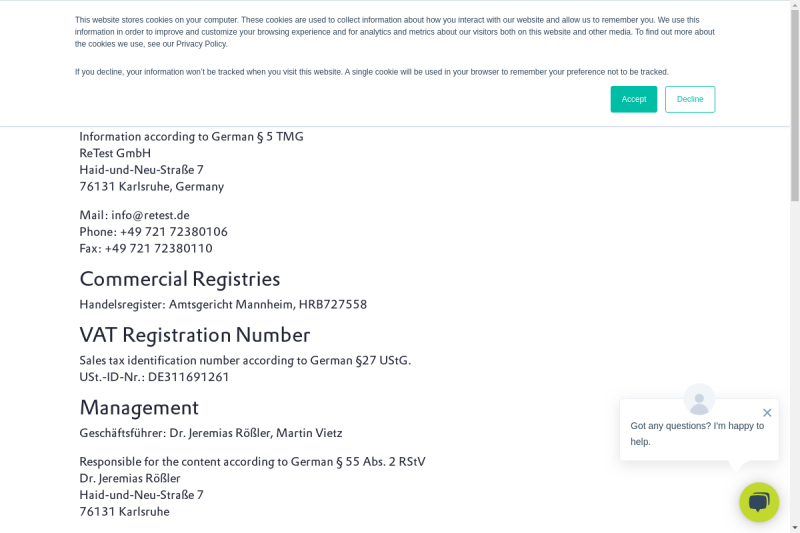 This website stores cookies on your computer. These cookies are used to collect information about how you interact with our website and allow us to remember you. We use this
information in order to improve and customize your browsing experience and for analytics and metrics about our visitors both on this website and other media. To find out more about
the cookies we use, see our Privacy Policy.
If you decline, your information won't be tracked when you visit this website. A single cookie will be used in your browser to remember your preference not to be tracked.
Accept
Decline
Information according to German § 5 TMG
ReTest GmbH
Haid-und-Neu-Straße 7
76131 Karlsruhe, Germany
Mail: info@retest.de
Phone: +49 721 72380106
Fax: +49 721 72380110
Commercial Registries
Handelsregister: Amtsgericht Mannheim, HRB727558
VAT Registration Number
Sales tax identification number according to German §27 UStG.
USt.-ID-Nr.: DE311691261
Management
Geschäftsführer: Dr. Jeremias Rößler, Martin Vietz
Responsible for the content according to German § 55 Abs. 2 RStV
Dr. Jeremias Rößler
Haid-und-Neu-Straße 7
76131 Karlsruhe
Got any questions? I'm happy to
help.